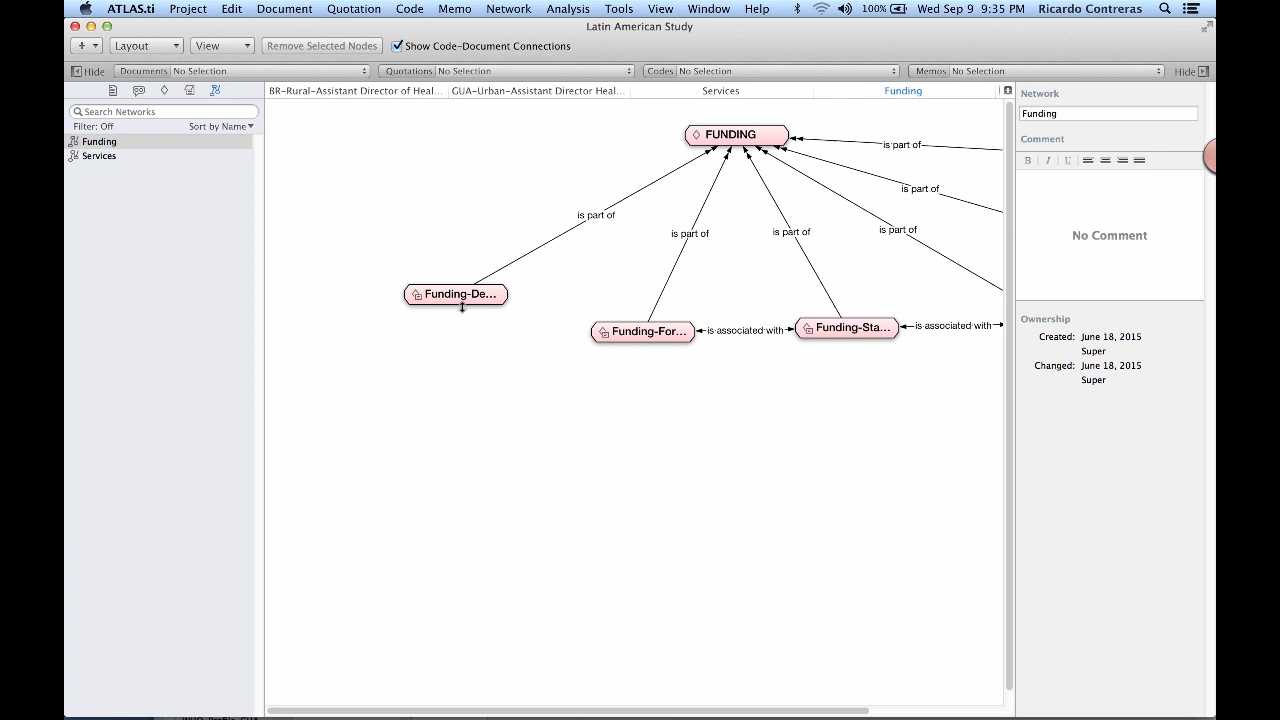 ATLAS.ti Project Edit Document Quotation Code Memo Network Analysis Tools View Window Help 100% Wed Sep 9 9:35 PM Ricardo Contreras
Latin American Study
+ Layout View Remove Selected Nodes Show Code-Document Connections
Hide Documents No Selection Quotations No Selection Codes No Selection Memos No Selection Hide
BR-Rural-Assistant Director of Heal... GUA-Urban-Assistant Director Heal... Services Funding
Search Networks
Filter: Off Sort by Name
Funding
Services
FUNDING
is part of
is part of
is part of
is part of
is part of
is part of
Funding-De...
Funding-For...
is associated with
Funding-Sta...
is associated with
Network
Funding
Comment
B I U
No Comment
Ownership
Created: June 18, 2015
Super
Changed: June 18, 2015
Super